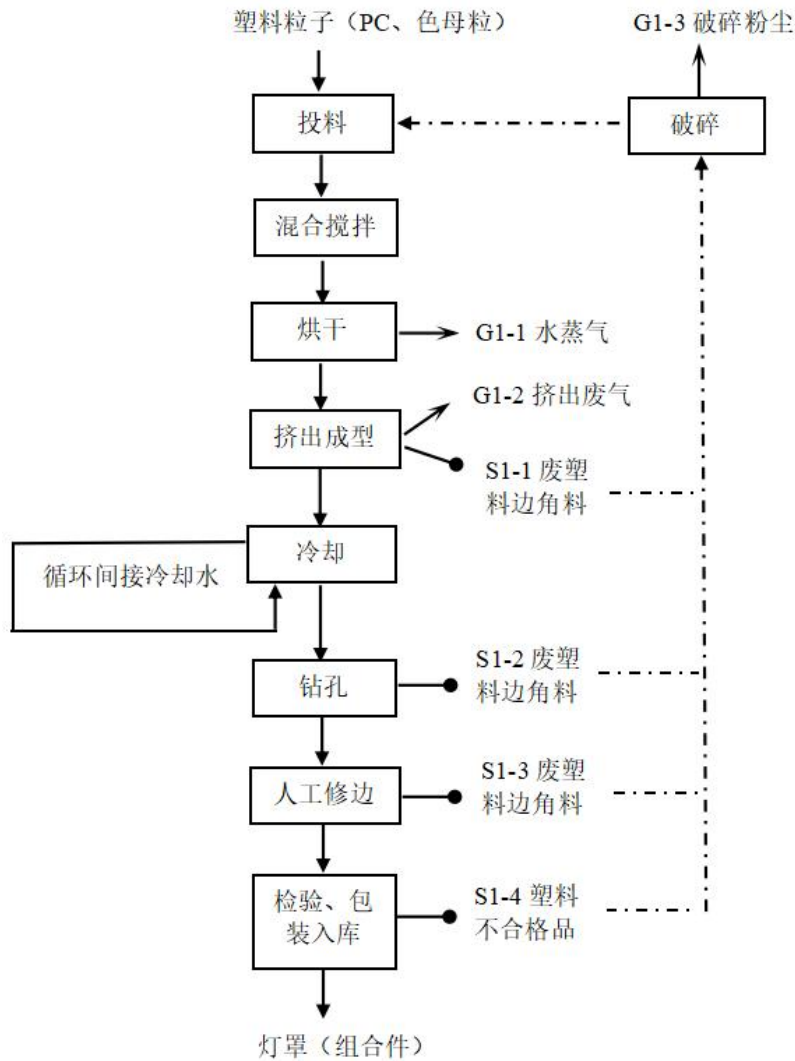 塑料粒子（PC、色母粒）
G1-3 破碎粉尘
投料
破碎
混合搅拌
烘干
G1-1 水蒸气
G1-2 挤出废气
挤出成型
S1-1 废塑
料边角料
冷却
循环间接冷却水
S1-2 废塑
料边角料
钻孔
S1-3 废塑
料边角料
人工修边
检验、包
装入库
S1-4 塑料
不合格品
灯罩（组合件）